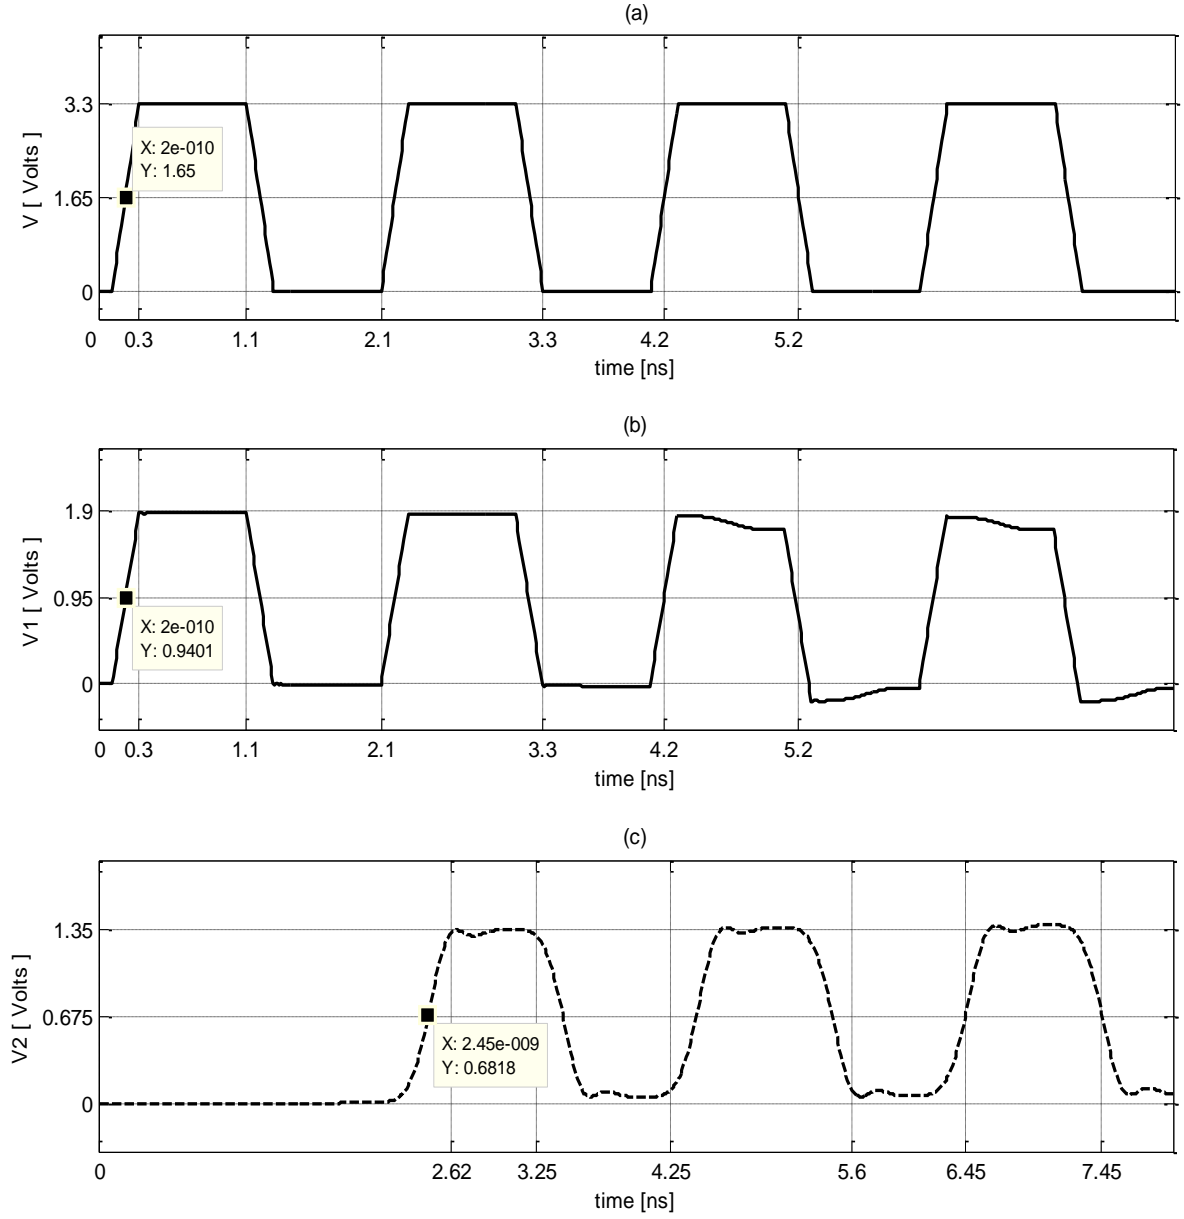 (a)
3.3
1.65
0
V [ Volts ]
X: 2e-010
Y: 1.65
0 0.3 1.1 2.1 3.3 4.2 5.2
time [ns]
(b)
1.9
0.95
0
V1 [ Volts ]
X: 2e-010
Y: 0.9401
0 0.3 1.1 2.1 3.3 4.2 5.2
time [ns]
(c)
1.35
0.675
0
V2 [ Volts ]
X: 2.45e-009
Y: 0.6818
0 2.62 3.25 4.25 5.6 6.45 7.45
time [ns]